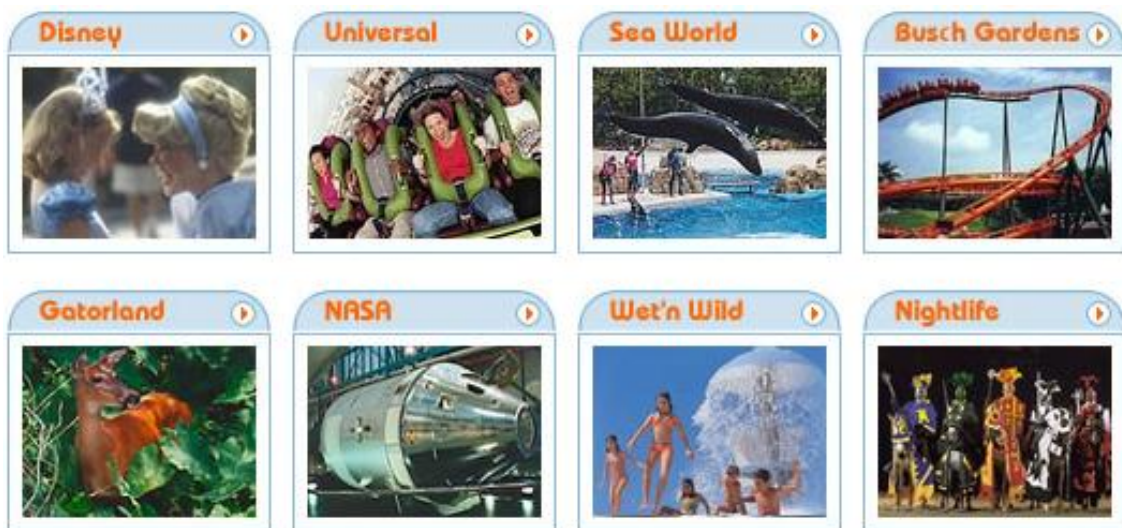 Disney
Universal
Sea World
Busch Gardens
Gatorland
NASA
Wet'n Wild
Nightlife